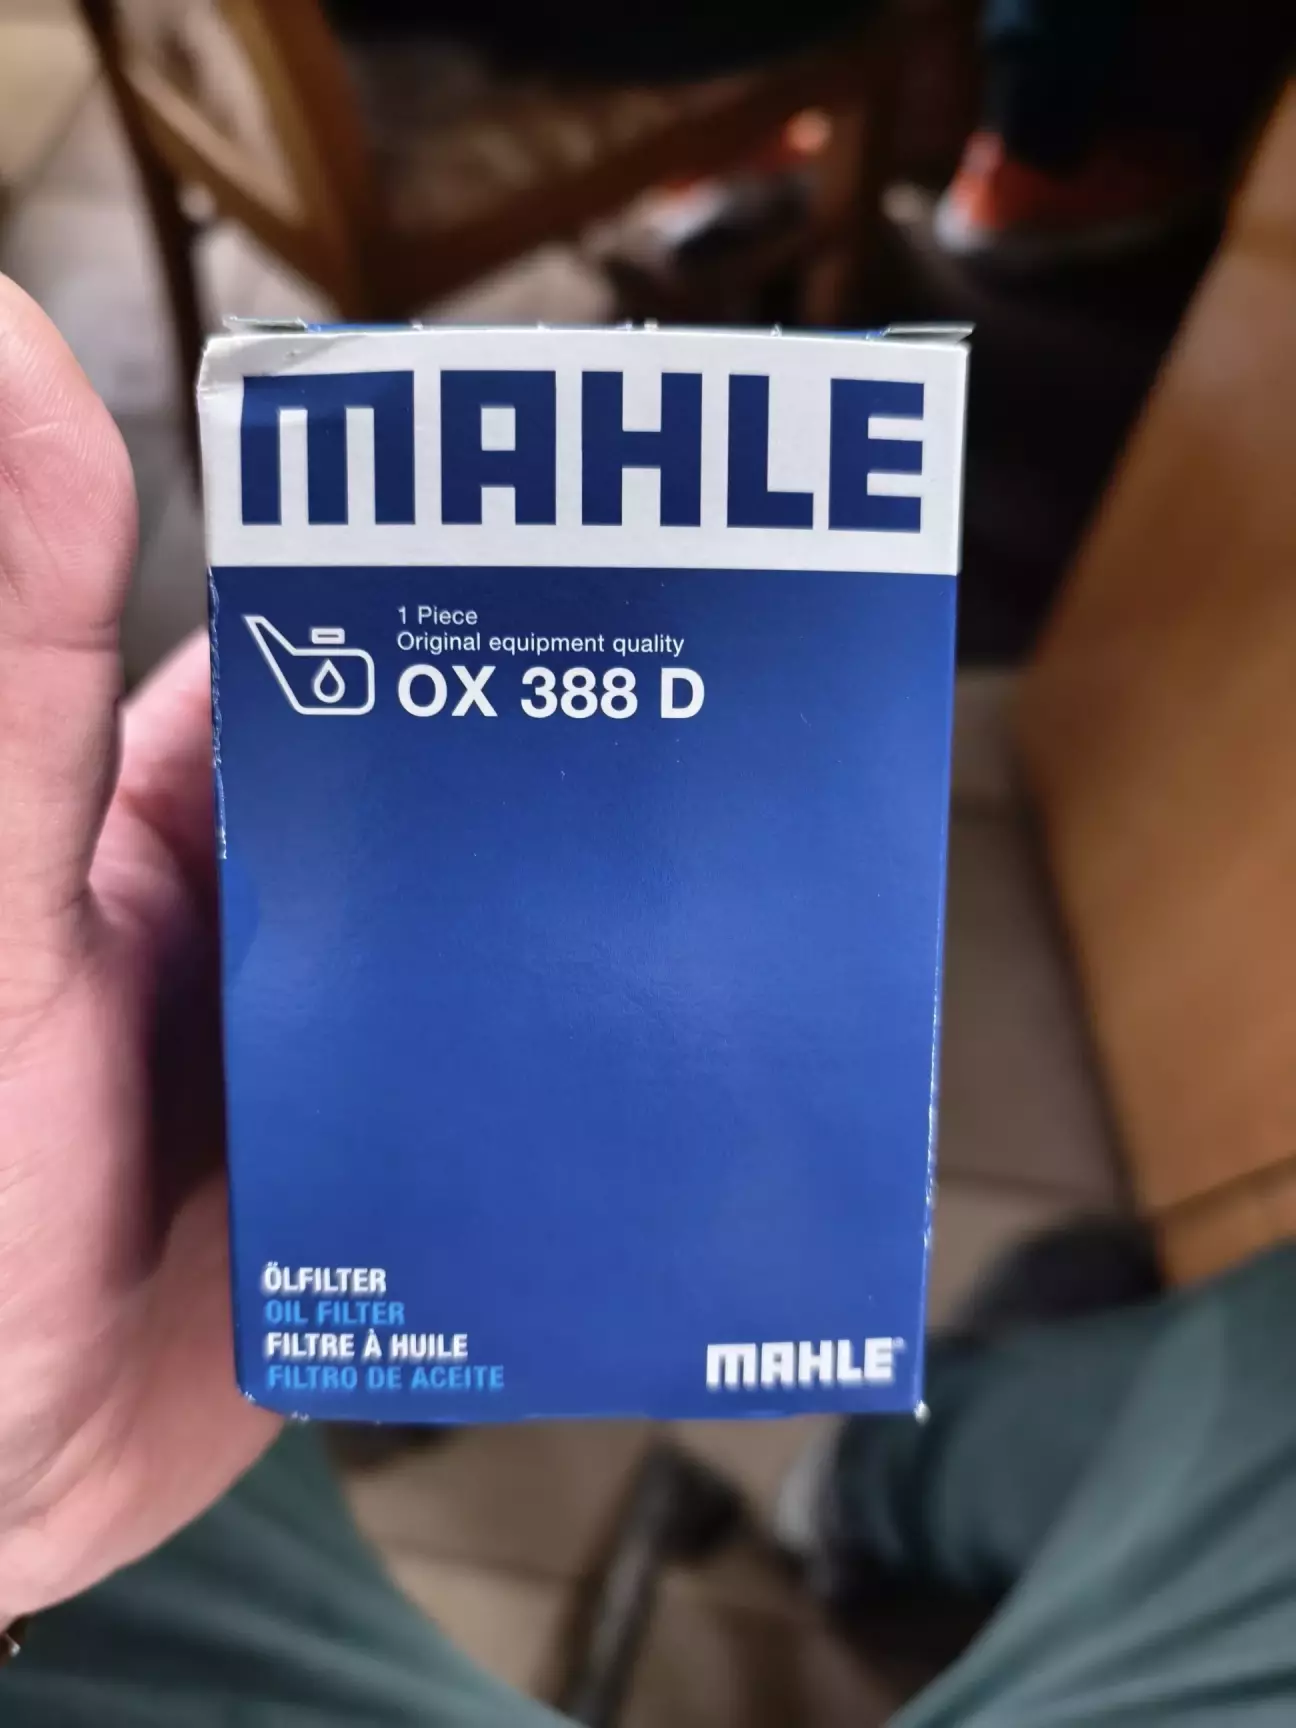 MAHLE
1 Piece
Original equipment quality
OX 388 D
ÖLFILTER
OIL FILTER
FILTRE À HUILE
FILTRO DE ACEITE
MAHLE